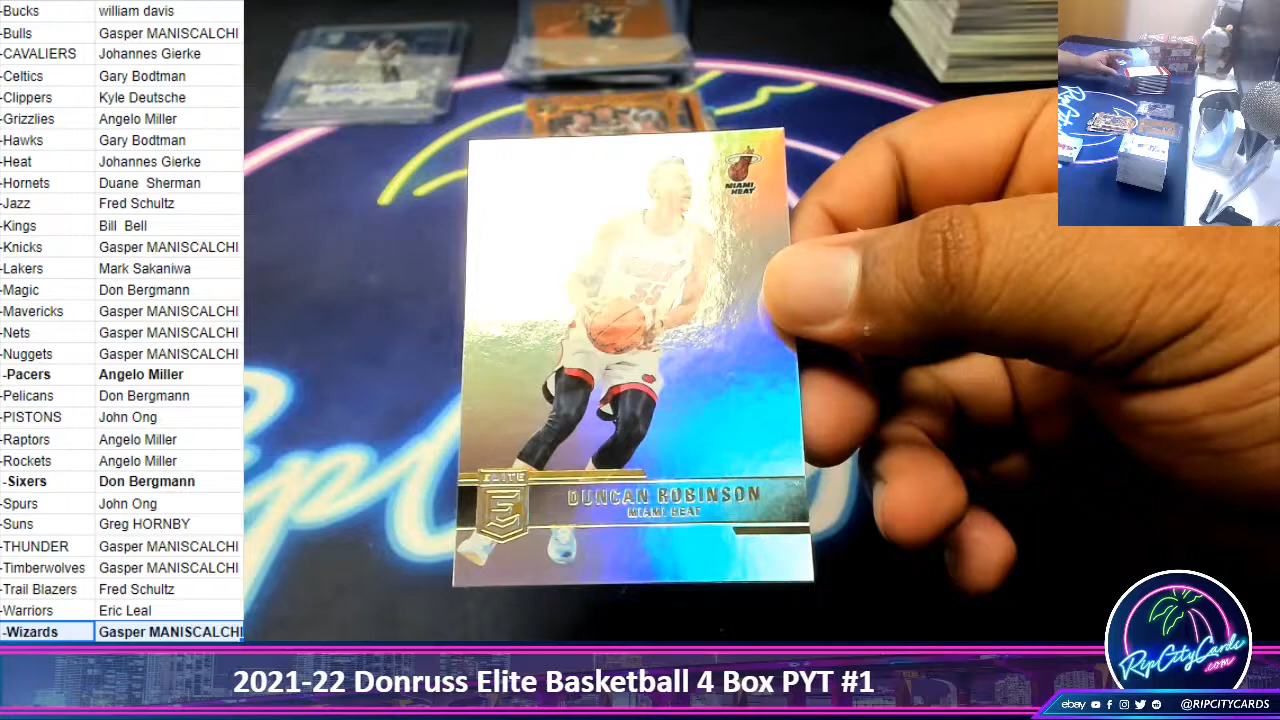 -Bucks william davis
-Bulls Gasper MANISCALCHI
-CAVALIERS Johannes Gierke
-Celtics Gary Bodtman
-Clippers Kyle Deutsche
-Grizzlies Angelo Miller
-Hawks Gary Bodtman
-Heat Johannes Gierke
-Hornets Duane Sherman
-Jazz Fred Schultz
-Kings Bill Bell
-Knicks Gasper MANISCALCHI
-Lakers Mark Sakaniwa
-Magic Don Bergmann
-Mavericks Gasper MANISCALCHI
-Nets Gasper MANISCALCHI
-Nuggets Gasper MANISCALCHI
-Pacers Angelo Miller
-Pelicans Don Bergmann
-PISTONS John Ong
-Raptors Angelo Miller
-Rockets Angelo Miller
-Sixers Don Bergmann
-Spurs John Ong
-Suns Greg HORNBY
-THUNDER Gasper MANISCALCHI
-Timberwolves Gasper MANISCALCHI
-Trail Blazers Fred Schultz
-Warriors Eric Leal
-Wizards Gasper MANISCALCHI
MIAMI
HEAT
ELITE
E
DUNCAN ROBINSON
MIAMI HEAT
RipCityCards
.com
2021-22 Donruss Elite Basketball 4 Box PYT #1
ebay @RIPCITYCARDS